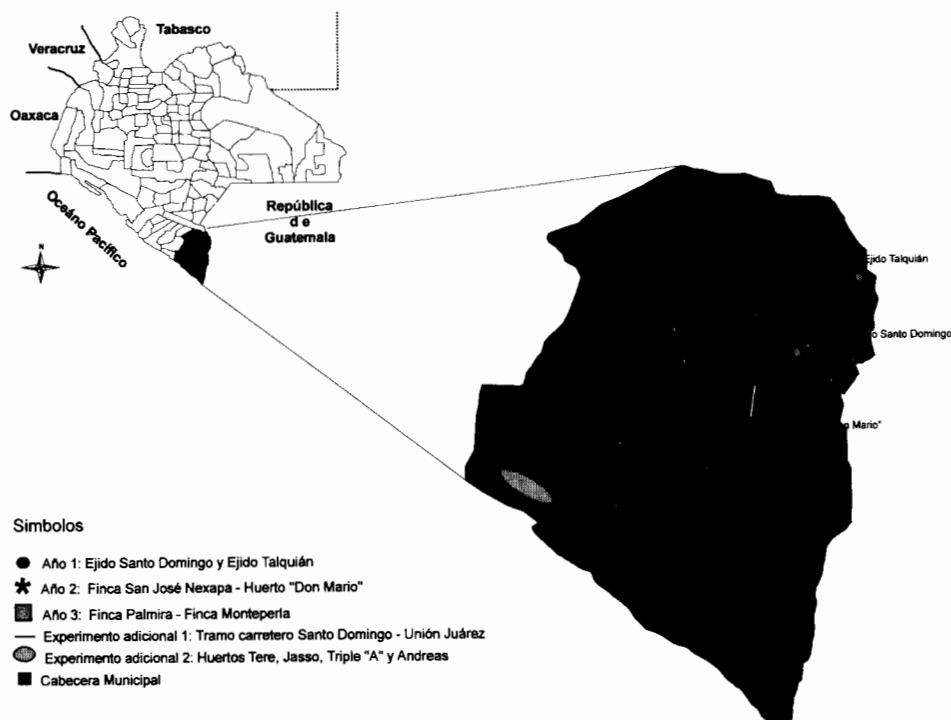 Tabasco
Veracruz
Oaxaca
República
d e
Guatemala
Oceáno Pacífico
N
Ejido Talquián
o Santo Domingo
Mario"
Simbolos
Año 1: Ejido Santo Domingo y Ejido Talquián
Año 2: Finca San José Nexapa - Huerto "Don Mario"
Año 3: Finca Palmira - Finca Monteperla
Experimento adicional 1: Tramo carretero Santo Domingo - Unión Juárez
Experimento adicional 2: Huertos Tere, Jasso, Triple "A" y Andreas
Cabecera Municipal